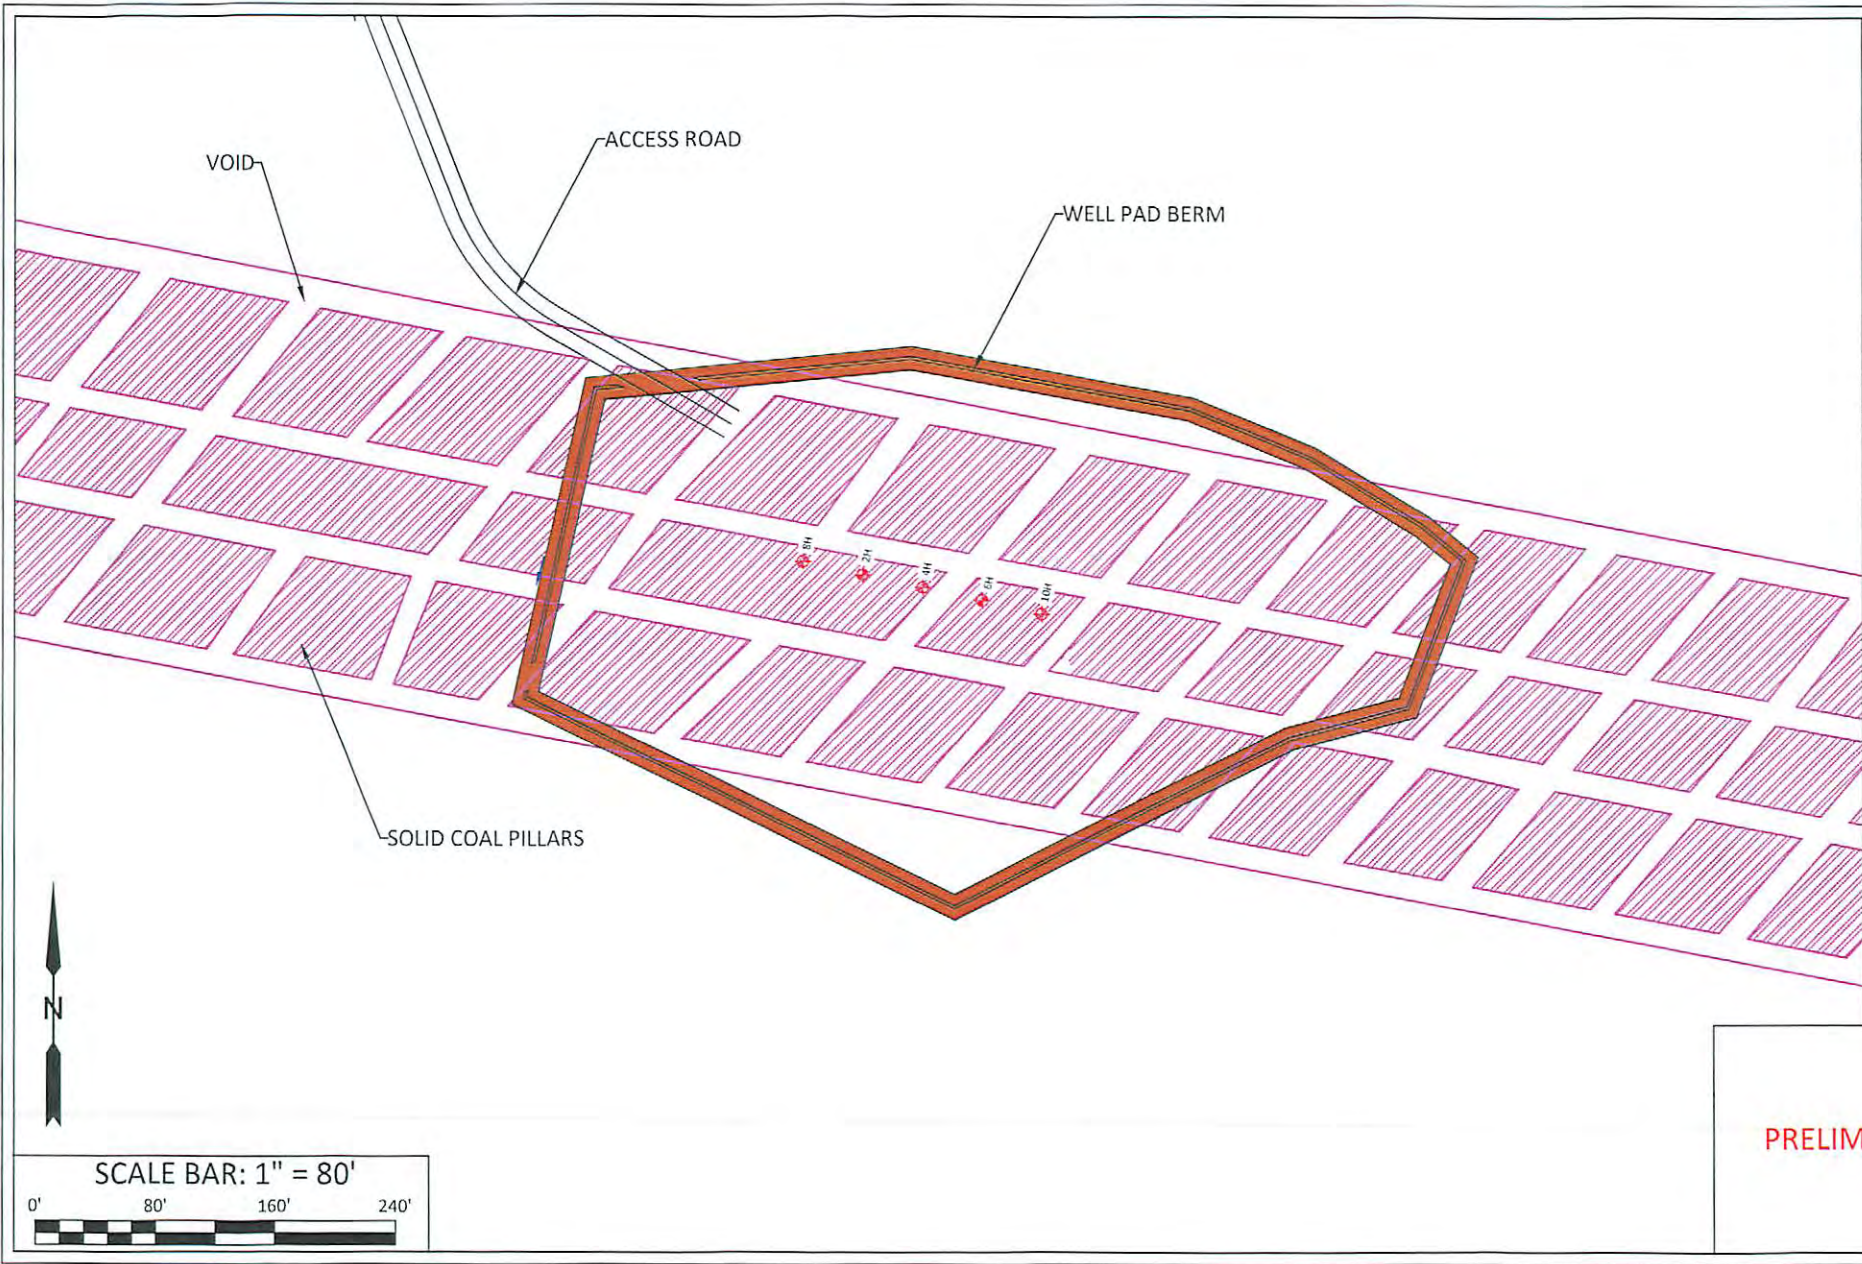 ACCESS ROAD
VOID
WELL PAD BERM
8H
2H
4H
6H
10H
SOLID COAL PILLARS
N
PRELIM
SCALE BAR: 1" = 80'
0' 80' 160' 240'